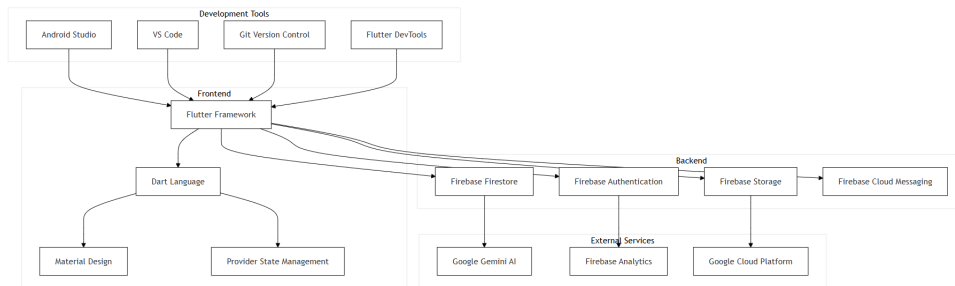 Development Tools
Android Studio
VS Code
Git Version Control
Flutter DevTools
Frontend
Flutter Framework
Dart Language
Material Design
Provider State Management
Backend
Firebase Firestore
Firebase Authentication
Firebase Storage
Firebase Cloud Messaging
External Services
Google Gemini AI
Firebase Analytics
Google Cloud Platform